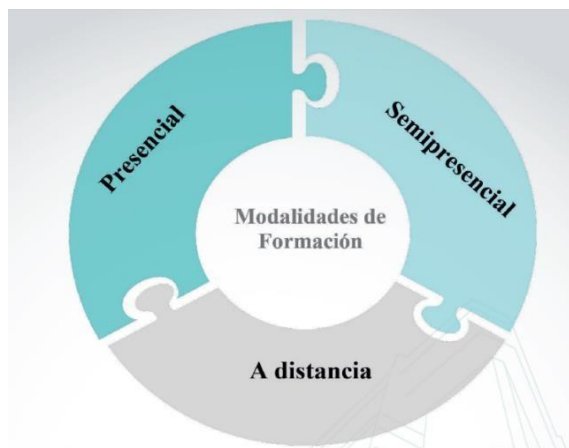 Presencial
Semipresencial
Modalidades de
Formación
A distancia